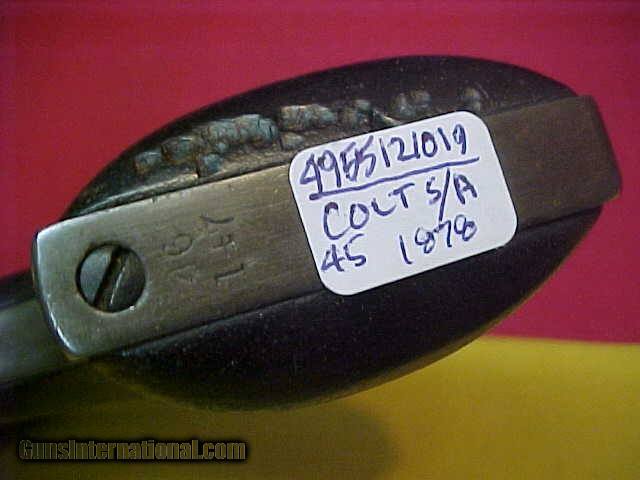 4955121019
COLT S/A
45 1878
GunsInternational.com